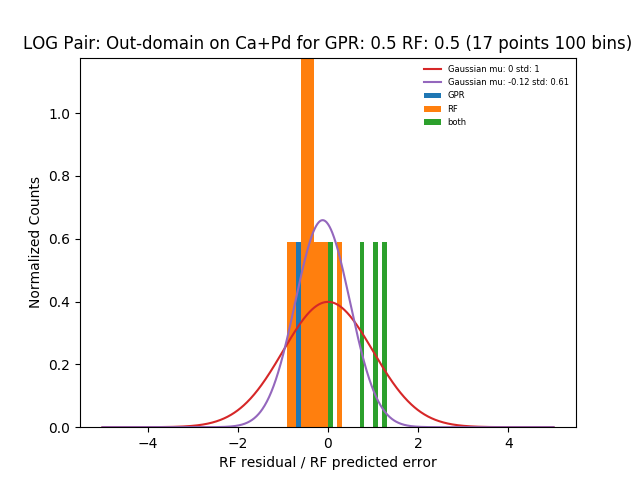 LOG Pair: Out-domain on Ca+Pd for GPR: 0.5 RF: 0.5 (17 points 100 bins)
Gaussian mu: 0 std: 1
Gaussian mu: -0.12 std: 0.61
GPR
RF
both
Normalized Counts
1.0
0.8
0.6
0.4
0.2
0.0
−4
−2
0
2
4
RF residual / RF predicted error